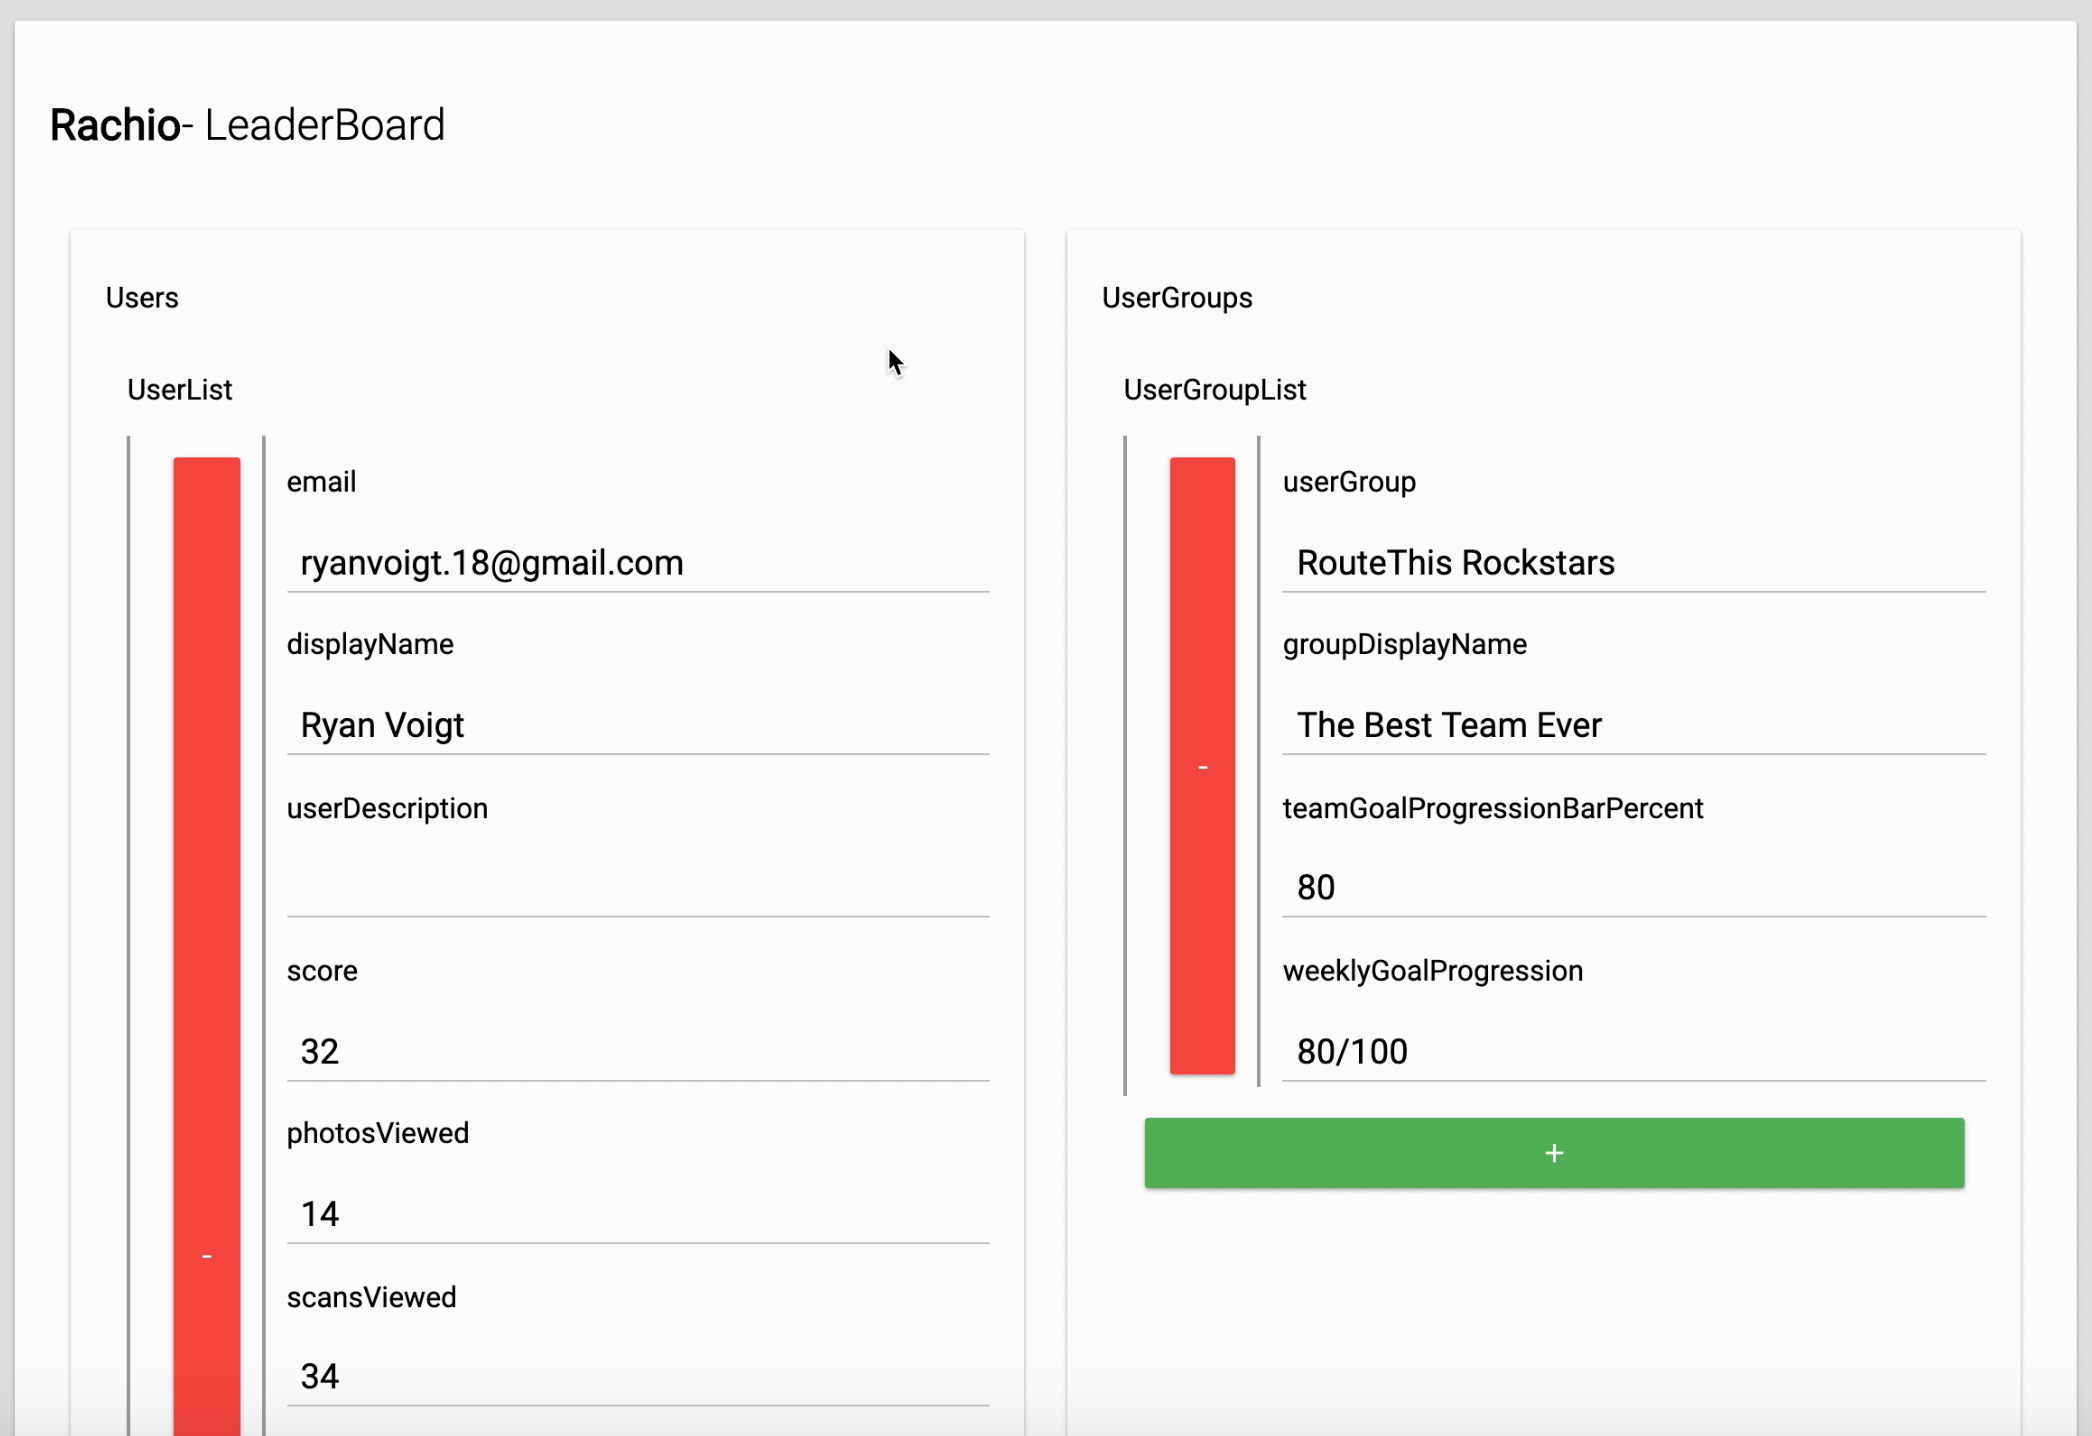 Rachio- LeaderBoard
Users
UserList
-
email
ryanvoigt.18@gmail.com
displayName
Ryan Voigt
userDescription
score
32
photosViewed
14
scansViewed
34
UserGroups
UserGroupList
-
userGroup
RouteThis Rockstars
groupDisplayName
The Best Team Ever
teamGoalProgressionBarPercent
80
weeklyGoalProgression
80/100
+